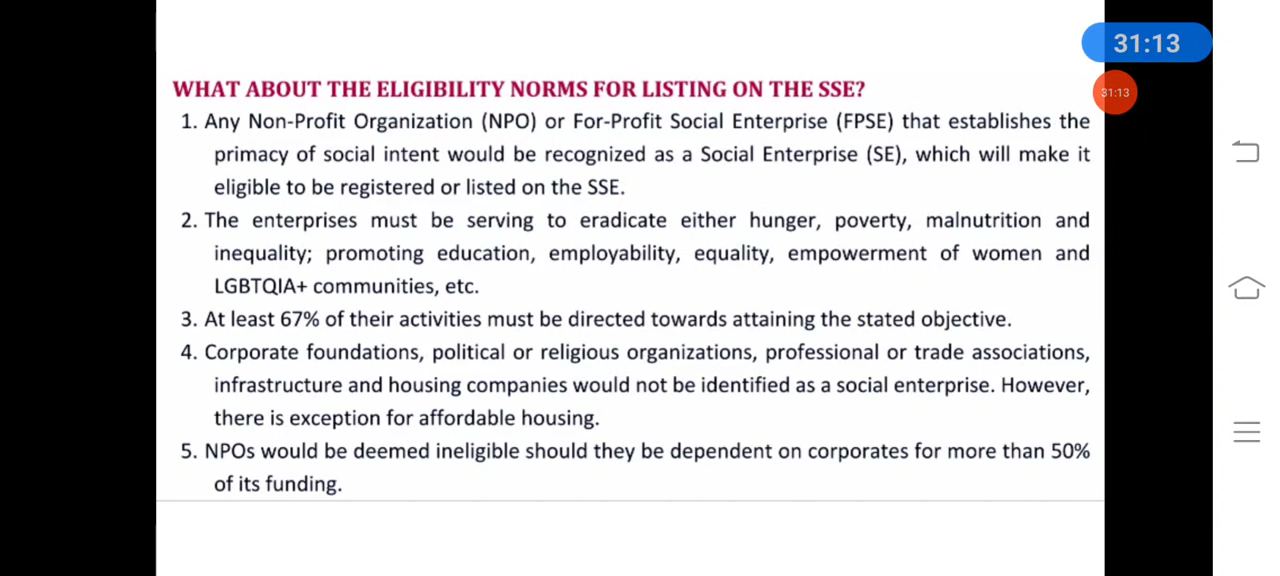 31:13
31:13
WHAT ABOUT THE ELIGIBILITY NORMS FOR LISTING ON THE SSE?
1. Any Non-Profit Organization (NPO) or For-Profit Social Enterprise (FPSE) that establishes the
primacy of social intent would be recognized as a Social Enterprise (SE), which will make it
eligible to be registered or listed on the SSE.
2. The enterprises must be serving to eradicate either hunger, poverty, malnutrition and
inequality; promoting education, employability, equality, empowerment of women and
LGBTQIA+ communities, etc.
3. At least 67% of their activities must be directed towards attaining the stated objective.
4. Corporate foundations, political or religious organizations, professional or trade associations,
infrastructure and housing companies would not be identified as a social enterprise. However,
there is exception for affordable housing.
5. NPOs would be deemed ineligible should they be dependent on corporates for more than 50%
of its funding.